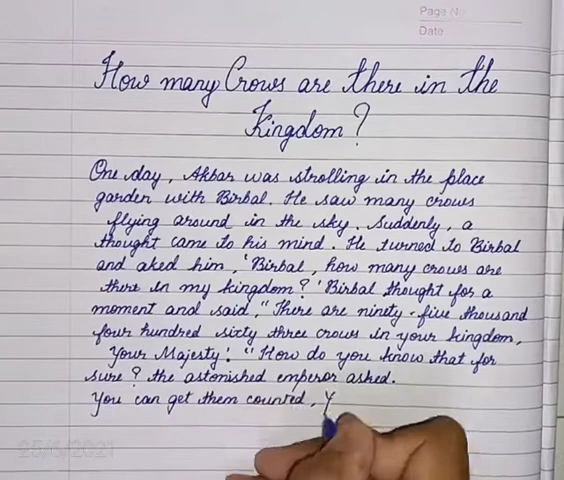 Page No
Date
How many Crows are there in the
Kingdom?
One day, Akbar was strolling in the place
garden with Birbal. He saw many crows
flying around in the sky. Suddenly, a
thought came to his mind. He turned to Birbal
and aked him, 'Birbal, how many crows are
there in my kingdom?' Birbal thought for a
moment and said, "There are ninety-five thousand
four hundred sixty three crows in your kingdom,
Your Majesty." "How do you know that for
sure? the astonished emperor asked.
You can get them counted, Y
25/6/2021